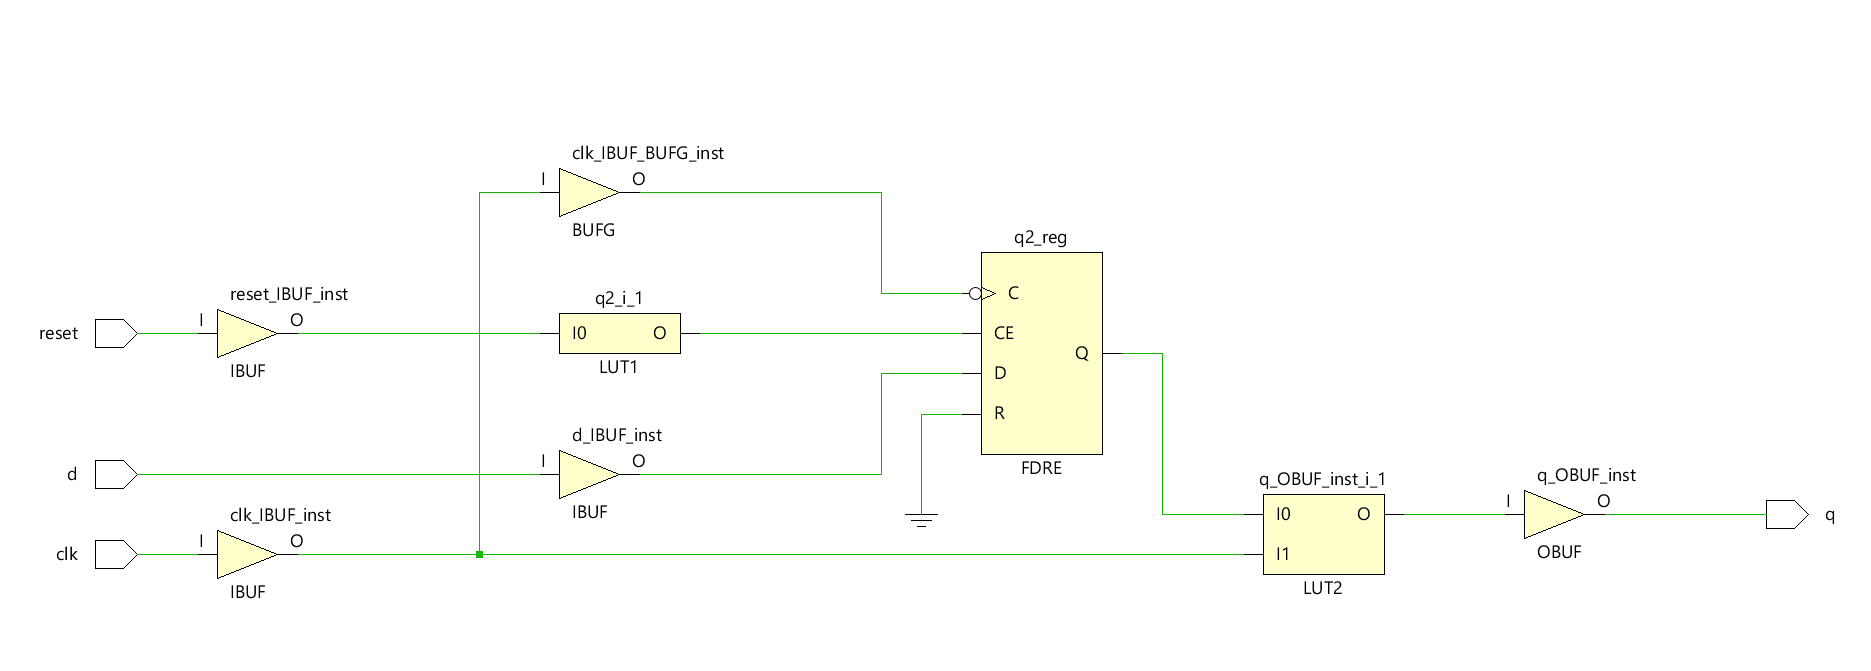 clk_IBUF_BUFG_inst
I
O
BUFG
q2_reg
reset_IBUF_inst
q2_i_1
C
reset
I
O
I0
O
CE
IBUF
LUT1
Q
D
R
d_IBUF_inst
d
I
O
FDRE
IBUF
q_OBUF_inst_i_1
q_OBUF_inst
clk_IBUF_inst
I0
O
I
O
q
clk
I
O
I1
OBUF
IBUF
LUT2